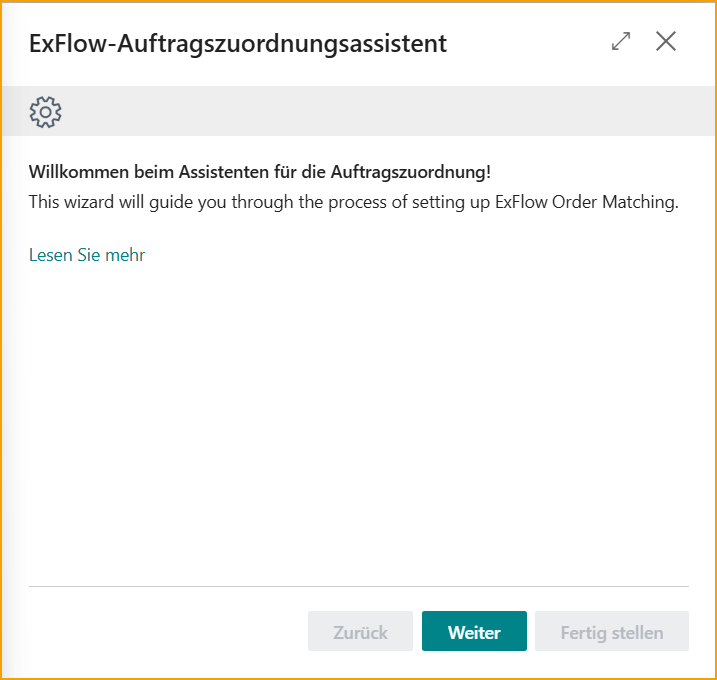 ExFlow-Auftragszuordnungsassistent
Willkommen beim Assistenten für die Auftragszuordnung!
This wizard will guide you through the process of setting up ExFlow Order Matching.
Lesen Sie mehr
Zurück Weiter Fertig stellen